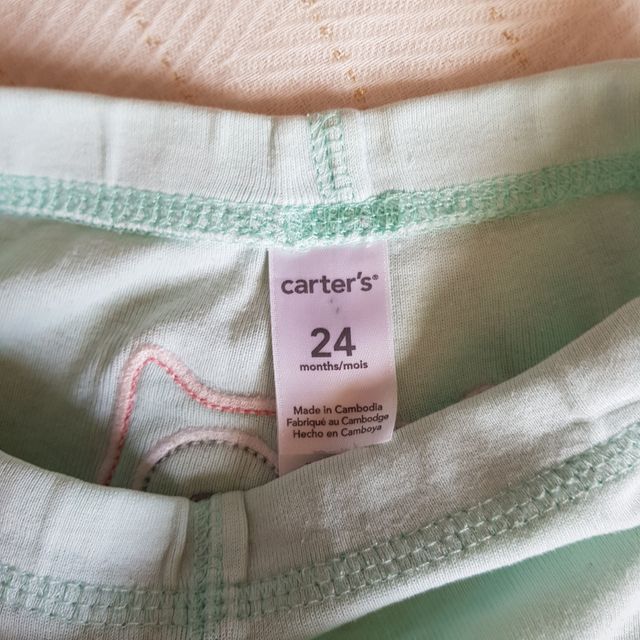 carter's®
24
months/mois
Made in Cambodia
Fabriqué au Cambodge
Hecho en Camboya